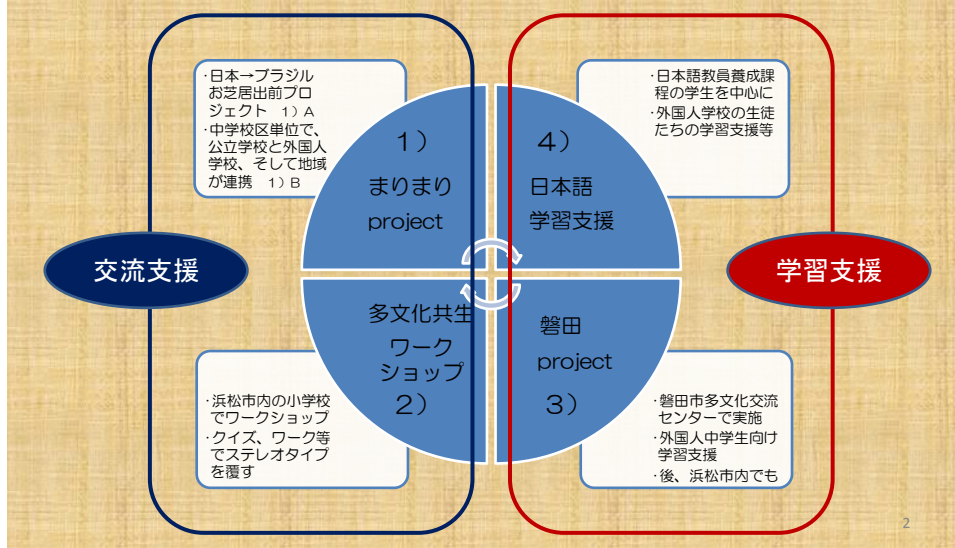 ・日本→ブラジル
お芝居出前プロ
ジェクト　1）A
・中学校区単位で、
公立学校と外国人
学校、そして地域
が連携　1）B
1）
まりまり
project
4）
日本語
学習支援
・日本語教員養成課
程の学生を中心に
・外国人学校の生徒
たちの学習支援等
交流支援
学習支援
・浜松市内の小学校
でワークショップ
・クイズ、ワーク等
でステレオタイプ
を覆す
多文化共生
ワーク
ショップ
2）
磐田
project
3）
・磐田市多文化交流
センターで実施
・外国人中学生向け
学習支援
・後、浜松市内でも
2